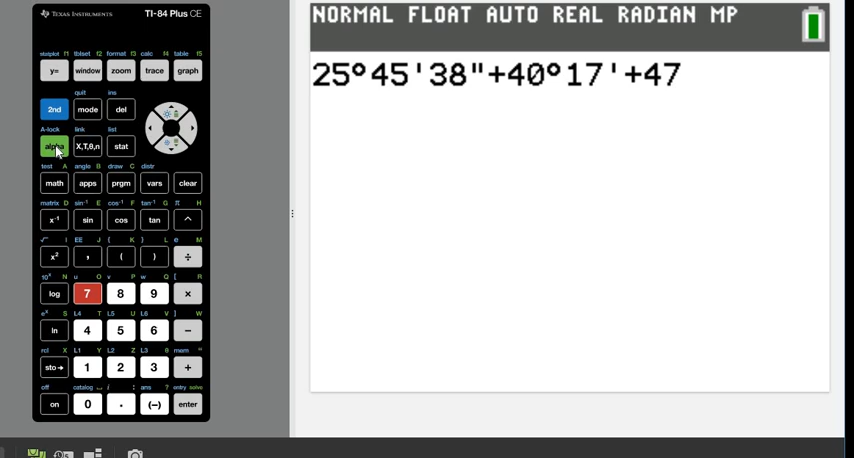 TEXAS INSTRUMENTS TI-84 Plus CE
NORMAL FLOAT AUTO REAL RADIAN MP
25°45'38"+40°17'+47
statplot f1 tblset f2 format f3 calc f4 table f5
y= window zoom trace graph
quit ins
2nd mode del
A-lock link list
alpha X,T,θ,n stat
test A angle B draw C distr
math apps prgm vars clear
matrix D sin⁻¹ E cos⁻¹ F tan⁻¹ G π H
x⁻¹ sin cos tan ^
√ I EE J { K } L e M
x² , ( ) ÷
10ˣ N u O v P w Q [ R
log 7 8 9 ×
eˣ S L4 T L5 U L6 V ] W
ln 4 5 6 −
rcl X L1 Y L2 Z L3 θ mem "
sto→ 1 2 3 +
off catalog ⎵ i : ans ? entry solve
on 0 . (−) enter